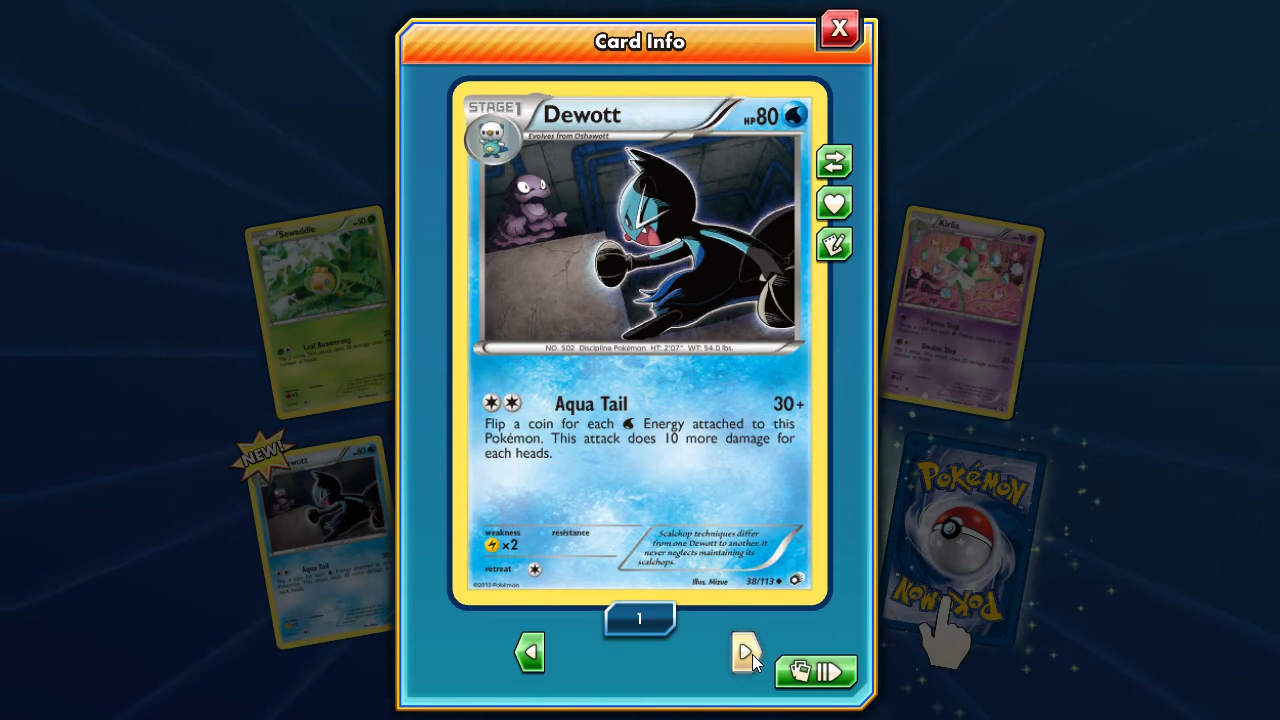 Card Info
STAGE1
Dewott
HP80
Evolves from Oshawott
NO. 502 Discipline Pokémon HT: 2'07" WT: 54.0 lbs.
Aqua Tail 30+
Flip a coin for each Energy attached to this
Pokémon. This attack does 10 more damage for
each heads.
weakness resistance
×2
retreat
Scalchop techniques differ
from one Dewott to another. It
never neglects maintaining its
scalchops.
©2013 Pokémon
Illus. Mizue 38/113
1
Sewaddle
Leaf Boomerang
NEW!
Aqua Tail
Kirlia
Double Slap
POKéMON
POKéMON